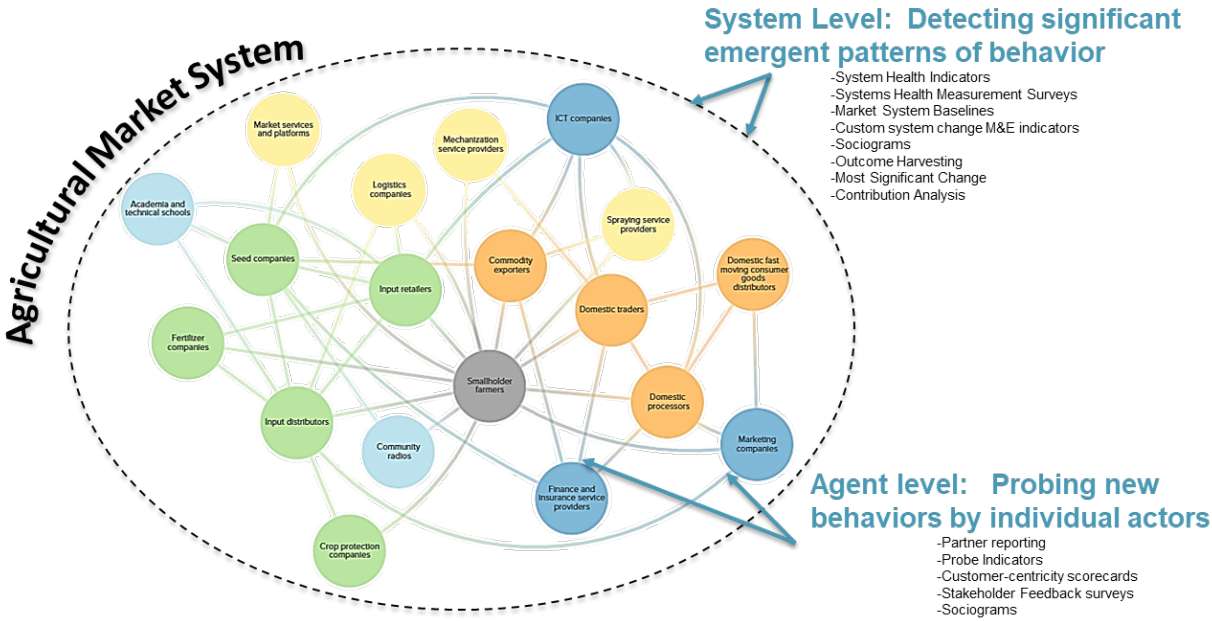 Agricultural Market System
System Level:  Detecting significant
emergent patterns of behavior
-System Health Indicators
-Systems Health Measurement Surveys
-Market System Baselines
-Custom system change M&E indicators
-Sociograms
-Outcome Harvesting
-Most Significant Change
-Contribution Analysis
Market services
and platforms
ICT companies
Mechanization
service providers
Logistics
companies
Academia and
technical schools
Spraying service
providers
Seed companies
Commodity
exporters
Domestic fast
moving consumer
goods
distributors
Input retailers
Domestic traders
Fertilizer
companies
Smallholder
farmers
Domestic
processors
Input distributors
Community
radios
Marketing
companies
Finance and
insurance service
providers
Crop protection
companies
Agent level:   Probing new
behaviors by individual actors
-Partner reporting
-Probe Indicators
-Customer-centricity scorecards
-Stakeholder Feedback surveys
-Sociograms